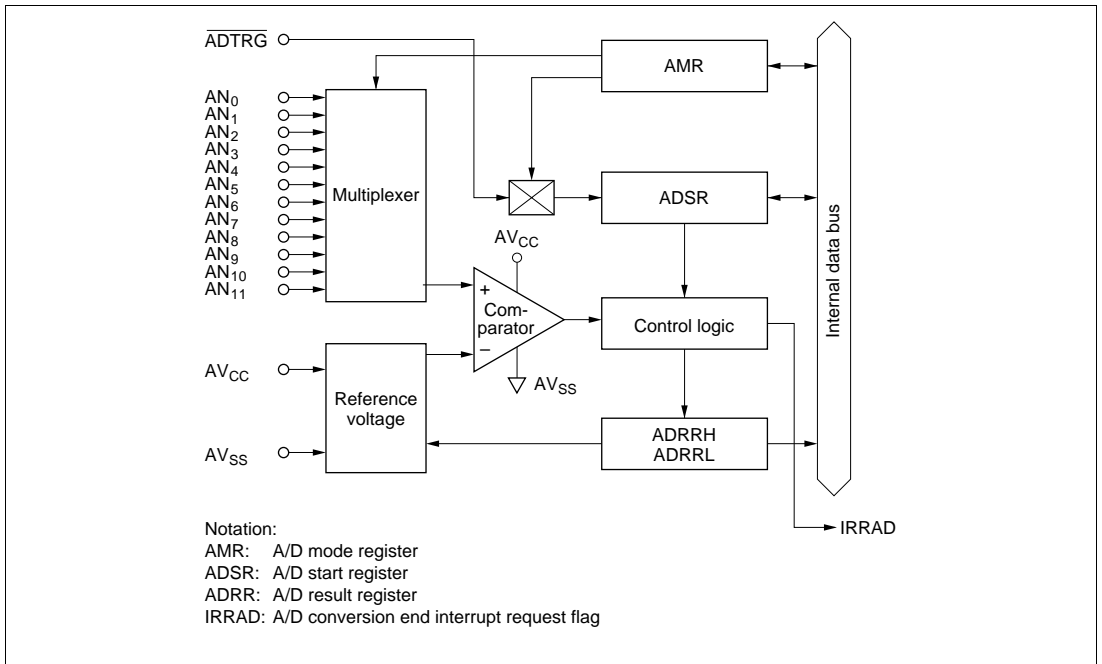 ADTRG
AMR
AN0
AN1
AN2
AN3
AN4
AN5
AN6
AN7
AN8
AN9
AN10
AN11
Multiplexer
ADSR
Internal data bus
AVCC
+
Com-
parator
−
AVSS
Control logic
AVCC
Reference
voltage
AVSS
ADRRH
ADRRL
IRRAD
Notation:
AMR: A/D mode register
ADSR: A/D start register
ADRR: A/D result register
IRRAD: A/D conversion end interrupt request flag